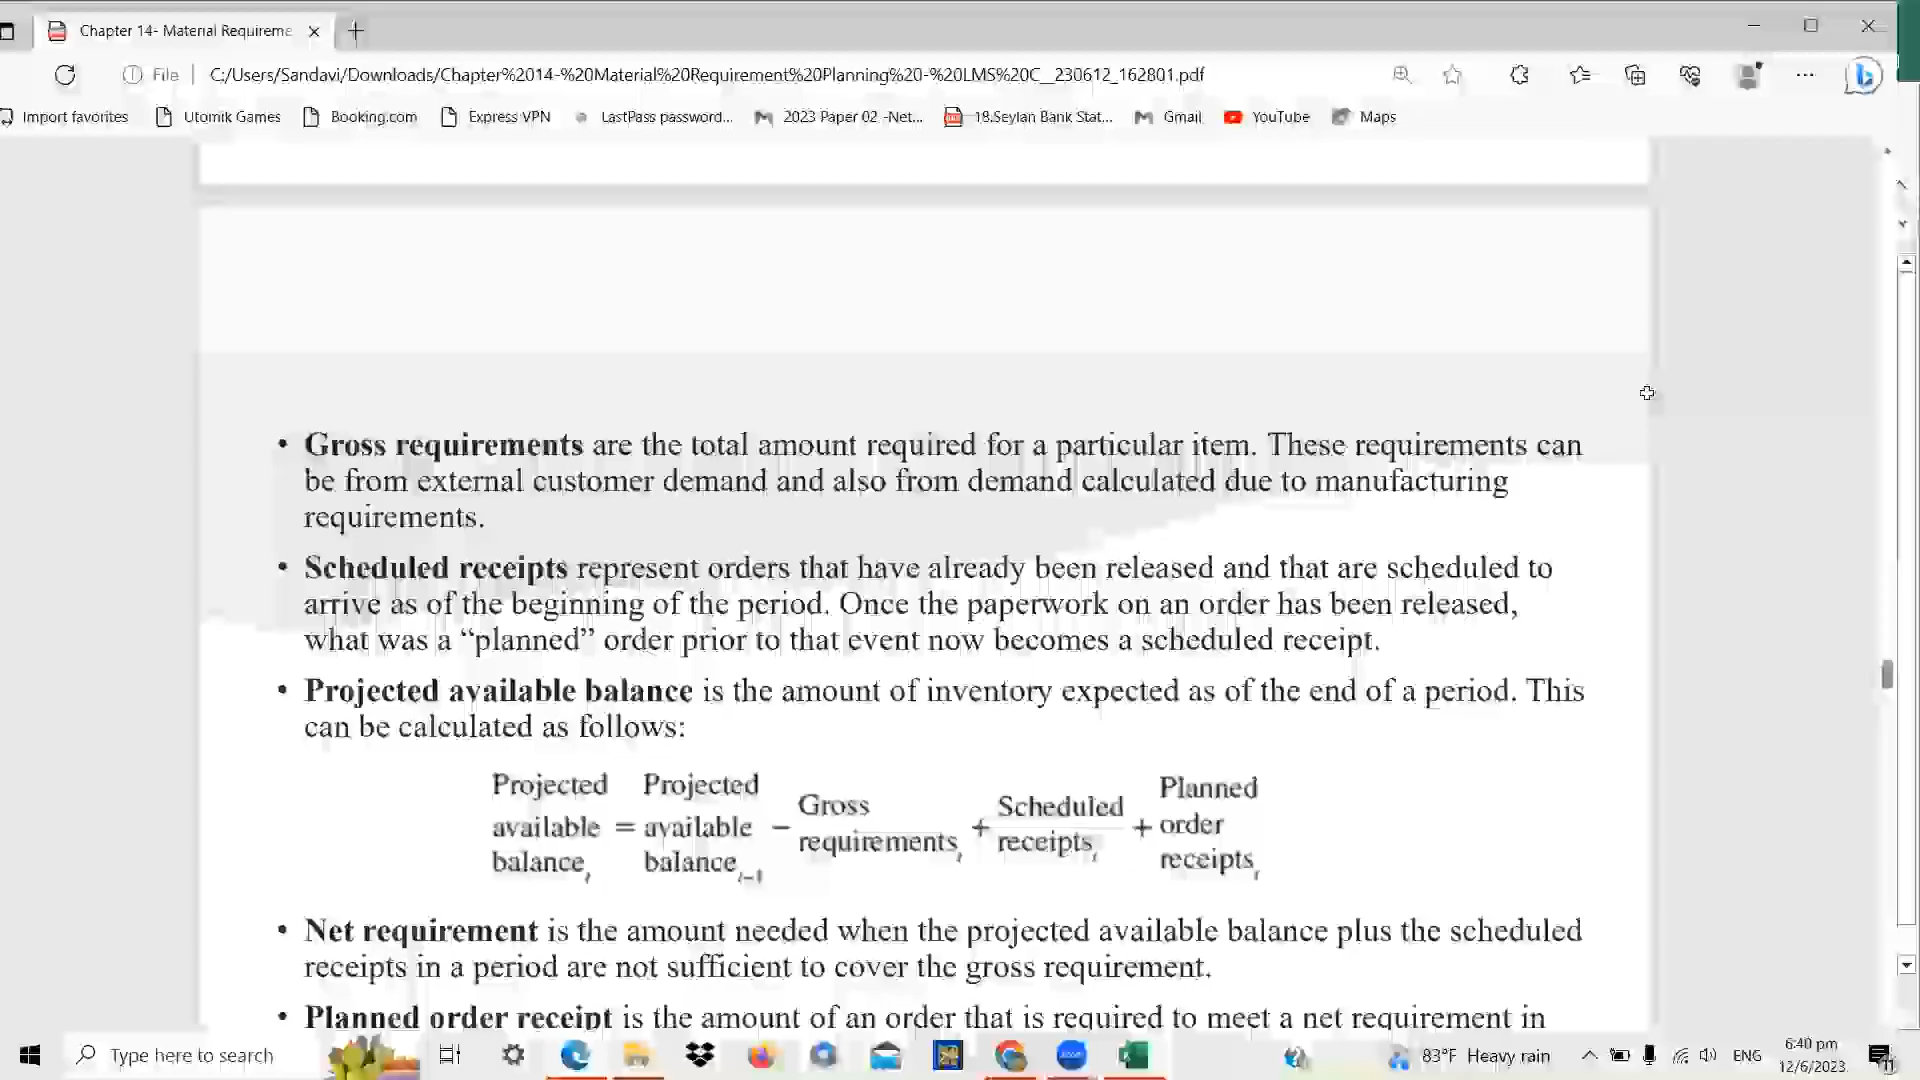 Chapter 14- Material Requireme
File
C:/Users/Sandavi/Downloads/Chapter%2014-%20Material%20Requirement%20Planning%20-%20LMS%20C__230612_162801.pdf
Import favorites Utomik Games Booking.com Express VPN LastPass password... 2023 Paper 02 -Net... 18.Seylan Bank Stat... Gmail YouTube Maps
• Gross requirements are the total amount required for a particular item. These requirements can
be from external customer demand and also from demand calculated due to manufacturing
requirements.
• Scheduled receipts represent orders that have already been released and that are scheduled to
arrive as of the beginning of the period. Once the paperwork on an order has been released,
what was a “planned” order prior to that event now becomes a scheduled receipt.
• Projected available balance is the amount of inventory expected as of the end of a period. This
can be calculated as follows:
Projected available balance t = Projected available balance t−1 − Gross requirements t + Scheduled receipts t + Planned order receipts t
• Net requirement is the amount needed when the projected available balance plus the scheduled
receipts in a period are not sufficient to cover the gross requirement.
• Planned order receipt is the amount of an order that is required to meet a net requirement in
Type here to search
zoom
83°F Heavy rain
ENG
6:40 pm
12/6/2023
11